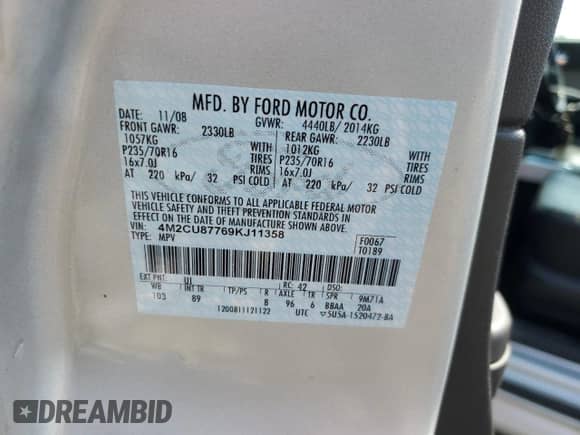 MFD. BY FORD MOTOR CO.
DATE: 11/08 GVWR: 4440LB/ 2014KG
FRONT GAWR: 2330LB REAR GAWR: 2230LB
1057KG WITH 1012KG WITH
P235/70R16 TIRES P235/70R16 TIRES
16x7.0J RIMS 16x7.0J RIMS
AT 220 kPa/ 32 PSI COLD AT 220 kPa/ 32 PSI COLD
THIS VEHICLE CONFORMS TO ALL APPLICABLE FEDERAL MOTOR
VEHICLE SAFETY AND THEFT PREVENTION STANDARDS IN
EFFECT ON THE DATE OF MANUFACTURE SHOWN ABOVE.
VIN: 4M2CU87769KJ11358 F0067
TYPE: MPV T0189
EXT PNT: UI RC: 42 DSO:
WB INT TR TP/PS R AXLE TR SPR 9M71A
103 89 B 96 6 BBAA 20A
1200811121122 UTC 5U5A-1520472-BA
DREAMBID